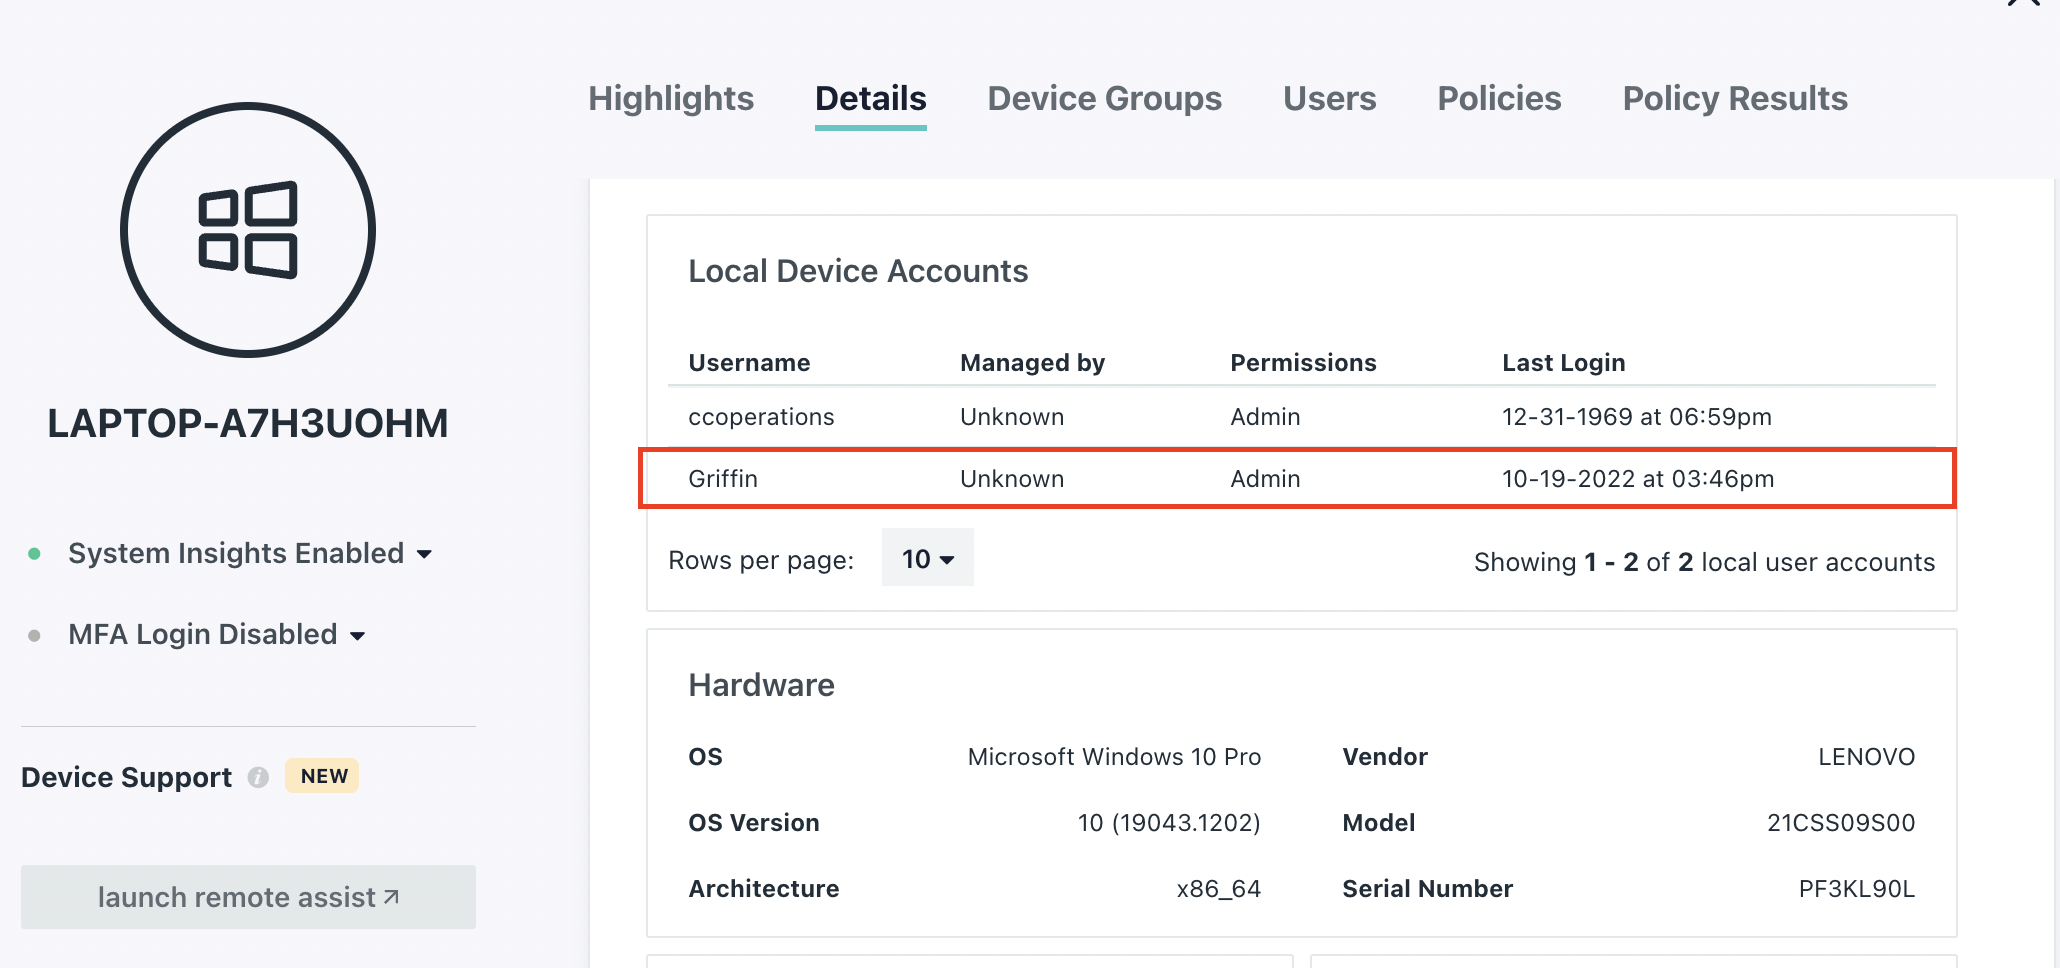 Highlights Details Device Groups Users Policies Policy Results
LAPTOP-A7H3UOHM
System Insights Enabled
MFA Login Disabled
Device Support i NEW
launch remote assist
Local Device Accounts
Username Managed by Permissions Last Login
ccoperations Unknown Admin 12-31-1969 at 06:59pm
Griffin Unknown Admin 10-19-2022 at 03:46pm
Rows per page: 10 Showing 1 - 2 of 2 local user accounts
Hardware
OS Microsoft Windows 10 Pro Vendor LENOVO
OS Version 10 (19043.1202) Model 21CSS09S00
Architecture x86_64 Serial Number PF3KL90L